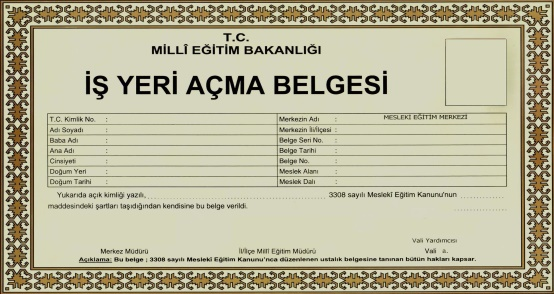 T.C.
MİLLÎ EĞİTİM BAKANLIĞI
İŞ YERİ AÇMA BELGESİ
T.C. Kimlik No. :
Adı Soyadı :
Baba Adı :
Ana Adı :
Cinsiyeti :
Doğum Yeri :
Doğum Tarihi :
Merkezin Adı : MESLEKİ EĞİTİM MERKEZİ
Merkezin İli/İlçesi :
Belge Seri No. :
Belge Tarihi :
Belge No. :
Meslek Alanı :
Meslek Dalı :
Yukarıda açık kimliği yazılı, 3308 sayılı Meslekî Eğitim Kanunu'nun
maddesindeki şartları taşıdığından kendisine bu belge verildi.
Vali Yardımcısı
Merkez Müdürü İl/İlçe Millî Eğitim Müdürü Vali a.
Açıklama: Bu belge ; 3308 sayılı Meslekî Eğitim Kanunu'nca düzenlenen ustalık belgesine tanınan bütün hakları kapsar.